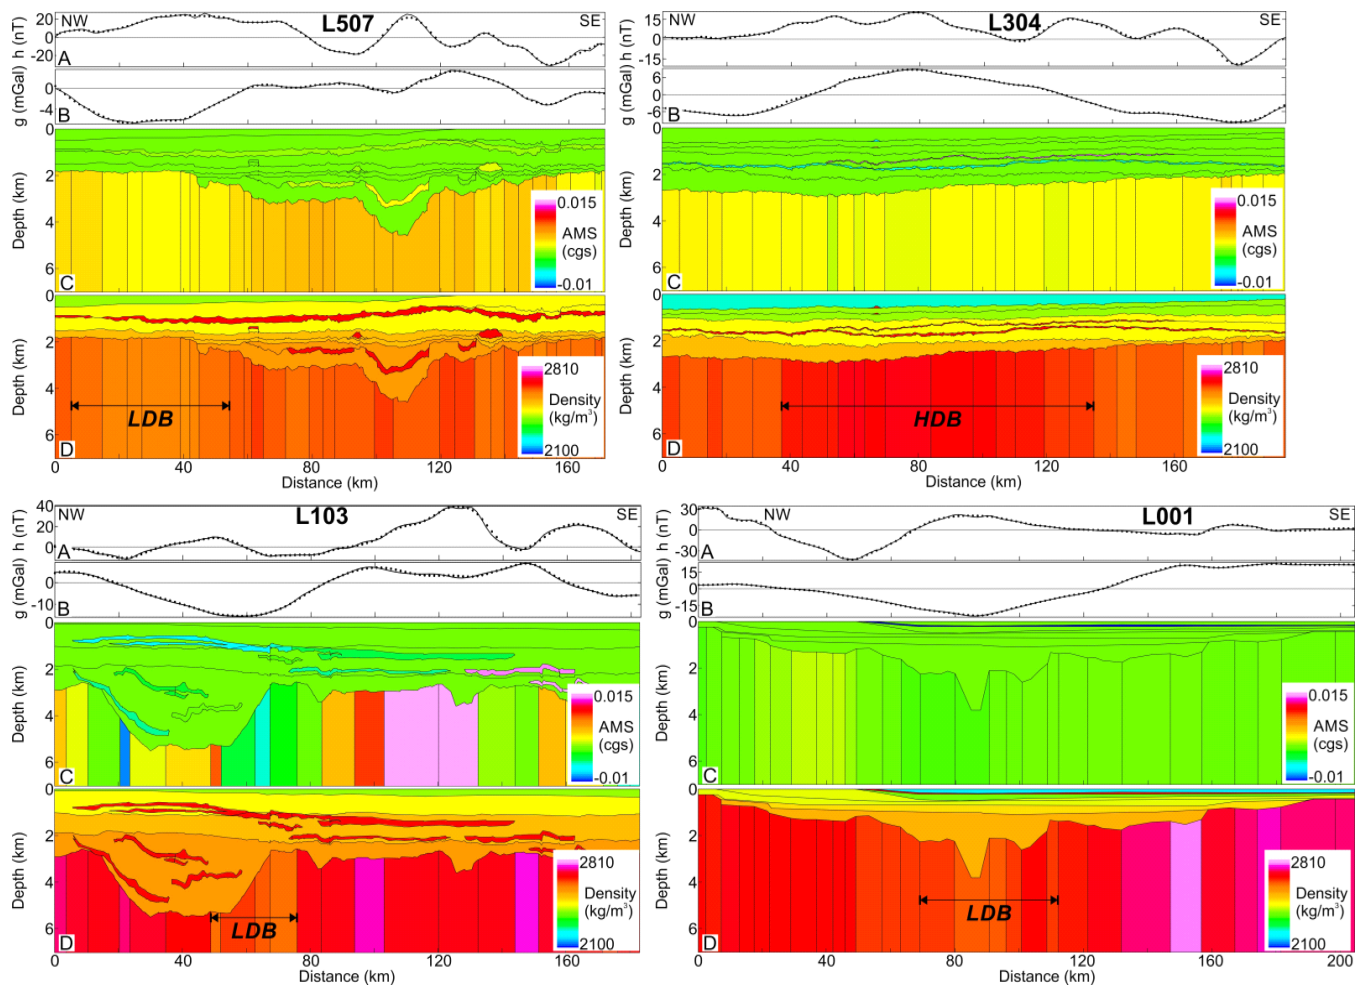 L507
NW
SE
20
0
-20
h (nT)
A
0
-4
g (mGal)
B
0
2
4
6
Depth (km)
C
0.015
AMS
(cgs)
-0.01
0
2
4
6
Depth (km)
D
LDB
2810
Density
(kg/m³)
2100
0
40
80
120
160
Distance (km)
L304
NW
SE
15
0
-15
h (nT)
A
6
0
-6
g (mGal)
B
0
2
4
6
Depth (km)
C
0.015
AMS
(cgs)
-0.01
0
2
4
6
Depth (km)
D
HDB
2810
Density
(kg/m³)
2100
0
40
80
120
160
Distance (km)
L103
NW
SE
40
0
h (nT)
A
0
-10
g (mGal)
B
0
2
4
6
Depth (km)
C
0.015
AMS
(cgs)
-0.01
0
2
4
6
Depth (km)
D
LDB
2810
Density
(kg/m³)
2100
0
40
80
120
160
Distance (km)
L001
NW
SE
30
0
-30
h (nT)
A
15
0
-15
g (mGal)
B
0
2
4
6
Depth (km)
C
0.015
AMS
(cgs)
-0.01
0
2
4
6
Depth (km)
D
LDB
2810
Density
(kg/m³)
2100
0
40
80
120
160
200
Distance (km)